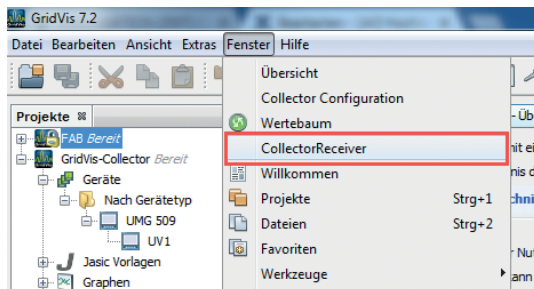 GridVis 7.2
Datei Bearbeiten Ansicht Extras Fenster Hilfe
Projekte
FAB Bereit
GridVis-Collector Bereit
Geräte
Nach Gerätetyp
UMG 509
UV1
Jasic Vorlagen
Graphen
Übersicht
Collector Configuration
Wertebaum
CollectorReceiver
Willkommen
Projekte Strg+1
Dateien Strg+2
Favoriten
Werkzeuge
- Üb